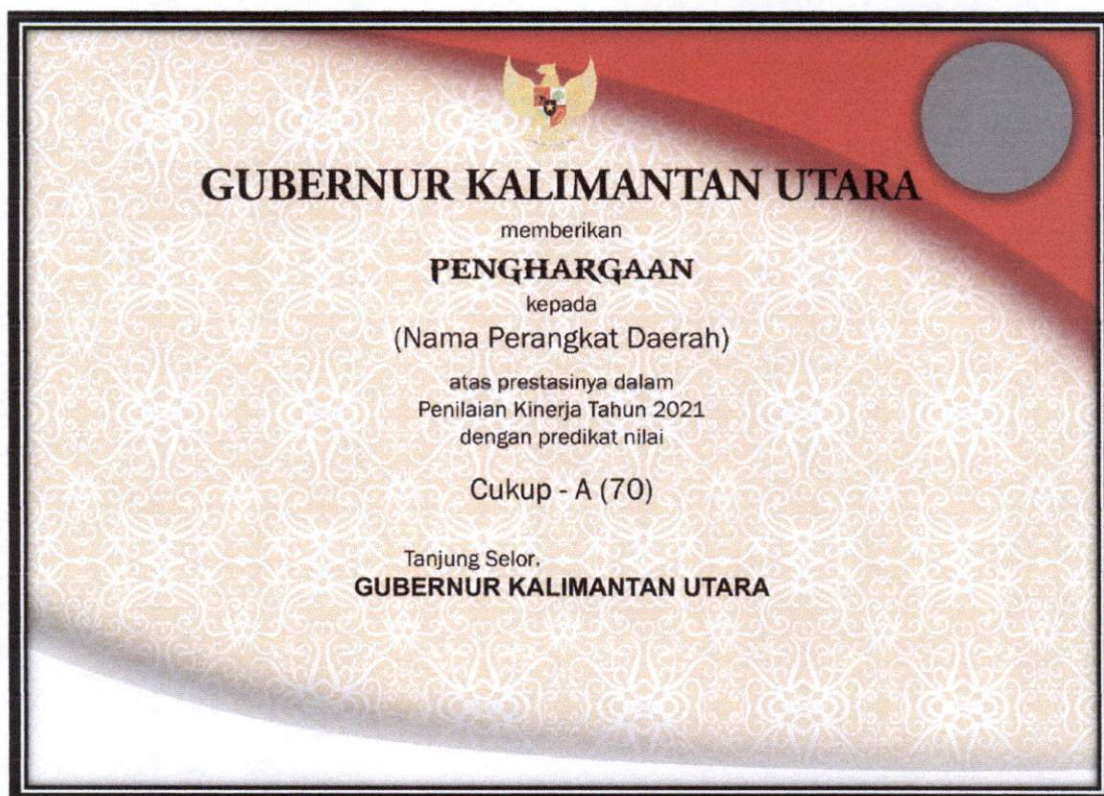 GUBERNUR KALIMANTAN UTARA
memberikan
PENGHARGAAN
kepada
(Nama Perangkat Daerah)
atas prestasinya dalam
Penilaian Kinerja Tahun 2021
dengan predikat nilai
Cukup - A (70)
Tanjung Selor,
GUBERNUR KALIMANTAN UTARA